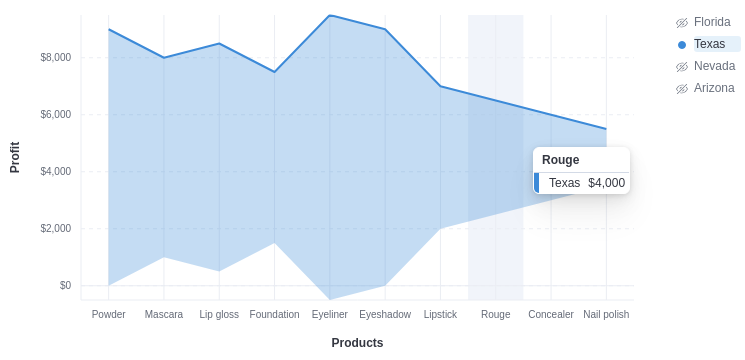 Florida
Texas
Nevada
Arizona
Profit
$8,000
$6,000
$4,000
$2,000
$0
Rouge
Texas $4,000
Powder Mascara Lip gloss Foundation Eyeliner Eyeshadow Lipstick Rouge Concealer Nail polish
Products